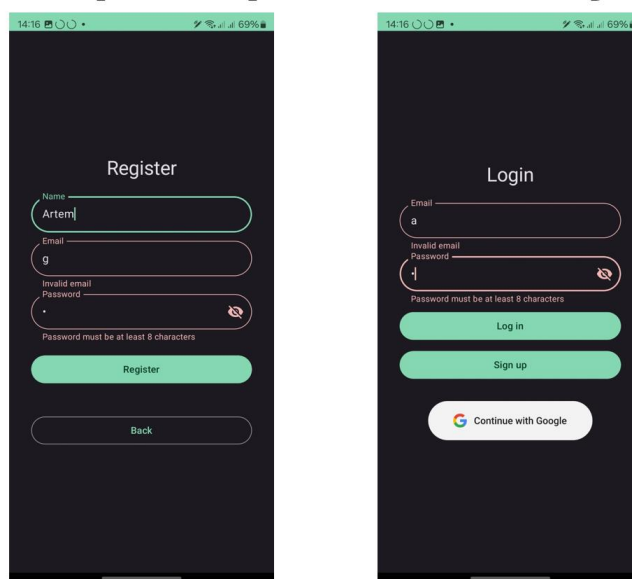 14:16
69%
Register
Name
Artem
Email
g
Invalid email
Password
Password must be at least 8 characters
Register
Back
14:16
69%
Login
Email
a
Invalid email
Password
Password must be at least 8 characters
Log in
Sign up
Continue with Google